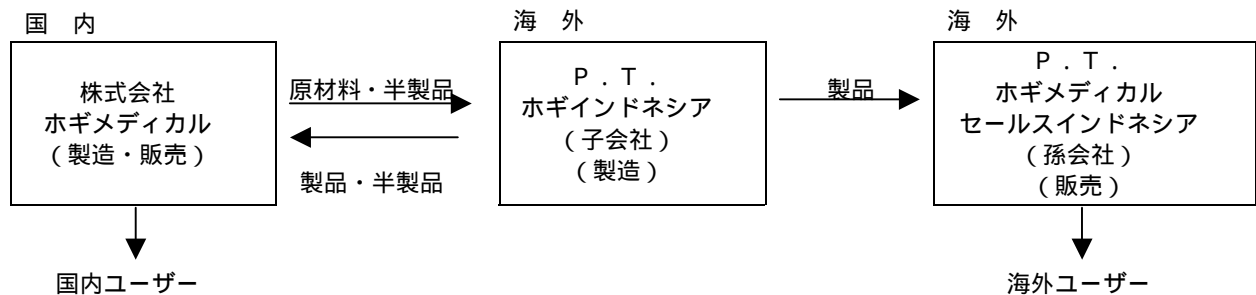 国　内
株式会社
ホギメディカル
（製造・販売）
国内ユーザー
原材料・半製品
製品・半製品
海　外
Ｐ．Ｔ．
ホギインドネシア
（子会社）
（製造）
製品
海　外
Ｐ．Ｔ．
ホギメディカル
セールスインドネシア
（孫会社）
（販売）
海外ユーザー